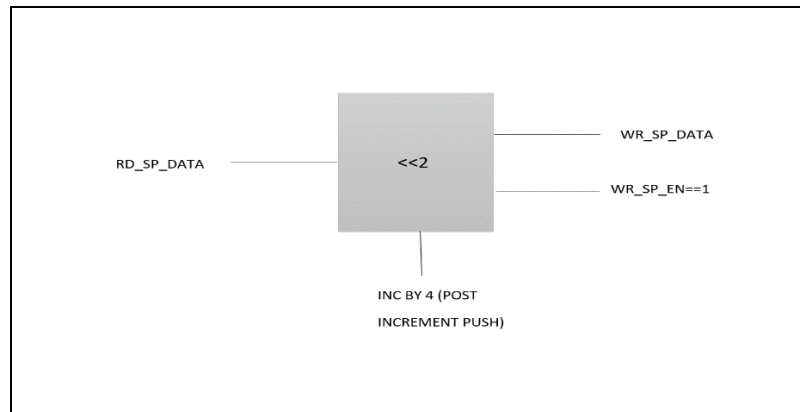 WR_SP_DATA
RD_SP_DATA
<<2
WR_SP_EN==1
INC BY 4 (POST
INCREMENT PUSH)